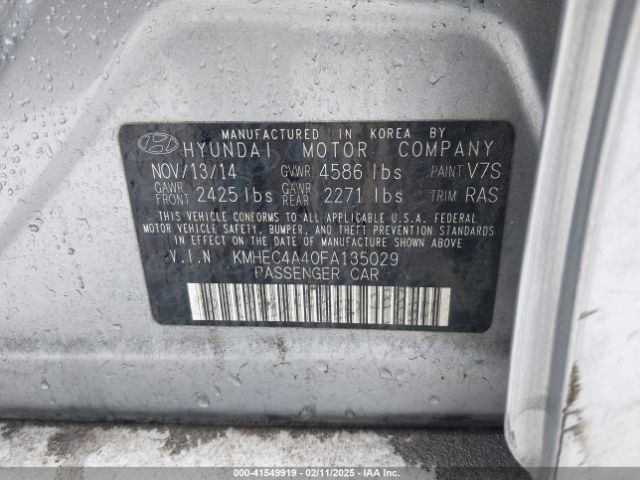 MANUFACTURED IN KOREA BY
HYUNDAI MOTOR COMPANY
NOV/13/14 GVWR 4586 lbs PAINT V7S
GAWR FRONT 2425 lbs GAWR REAR 2271 lbs TRIM RAS
THIS VEHICLE CONFORMS TO ALL APPLICABLE U.S.A. FEDERAL
MOTOR VEHICLE SAFETY, BUMPER, AND THEFT PREVENTION STANDARDS
IN EFFECT ON THE DATE OF MANUFACTURE SHOWN ABOVE.
V.I.N KMHEC4A40FA135029
PASSENGER CAR
000-41549919 - 02/11/2025 - IAA Inc.